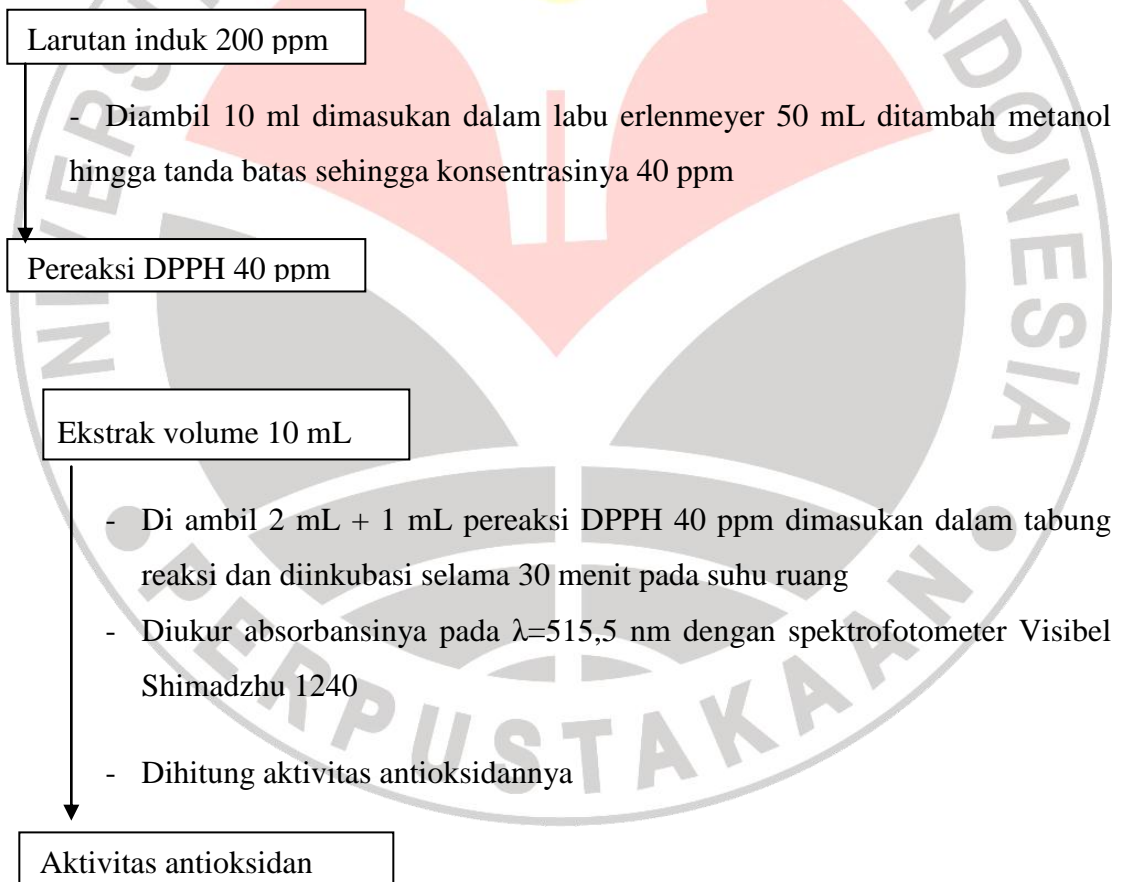 Larutan induk 200 ppm
- Diambil 10 ml dimasukan dalam labu erlenmeyer 50 mL ditambah metanol
hingga tanda batas sehingga konsentrasinya 40 ppm
Pereaksi DPPH 40 ppm
Ekstrak volume 10 mL
- Di ambil 2 mL + 1 mL pereaksi DPPH 40 ppm dimasukan dalam tabung
reaksi dan diinkubasi selama 30 menit pada suhu ruang
- Diukur absorbansinya pada λ=515,5 nm dengan spektrofotometer Visibel
Shimadzhu 1240
- Dihitung aktivitas antioksidannya
Aktivitas antioksidan
PERPUSTAKAAN